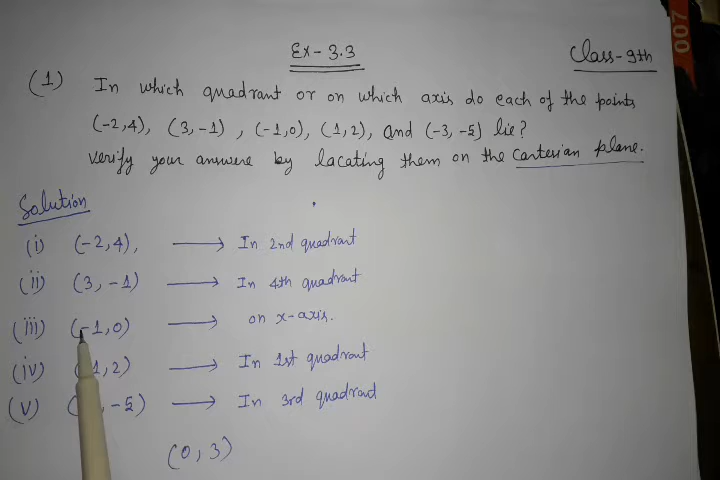 Ex- 3.3
Class-9th
007
(1) In which quadrant or on which axis do each of the points
(-2,4), (3,-1), (-1,0), (1,2), and (-3,-5) lie?
verify your answere by lacating them on the Cartesian plane.
Solution
(i) (-2,4), → In 2nd quadrant
(ii) (3,-1) → In 4th quadrant
(iii) (-1,0) → on x-axis.
(iv) 1,2) → In 1st quadrant
(v) ( , -5) → In 3rd quadrant
(0,3)